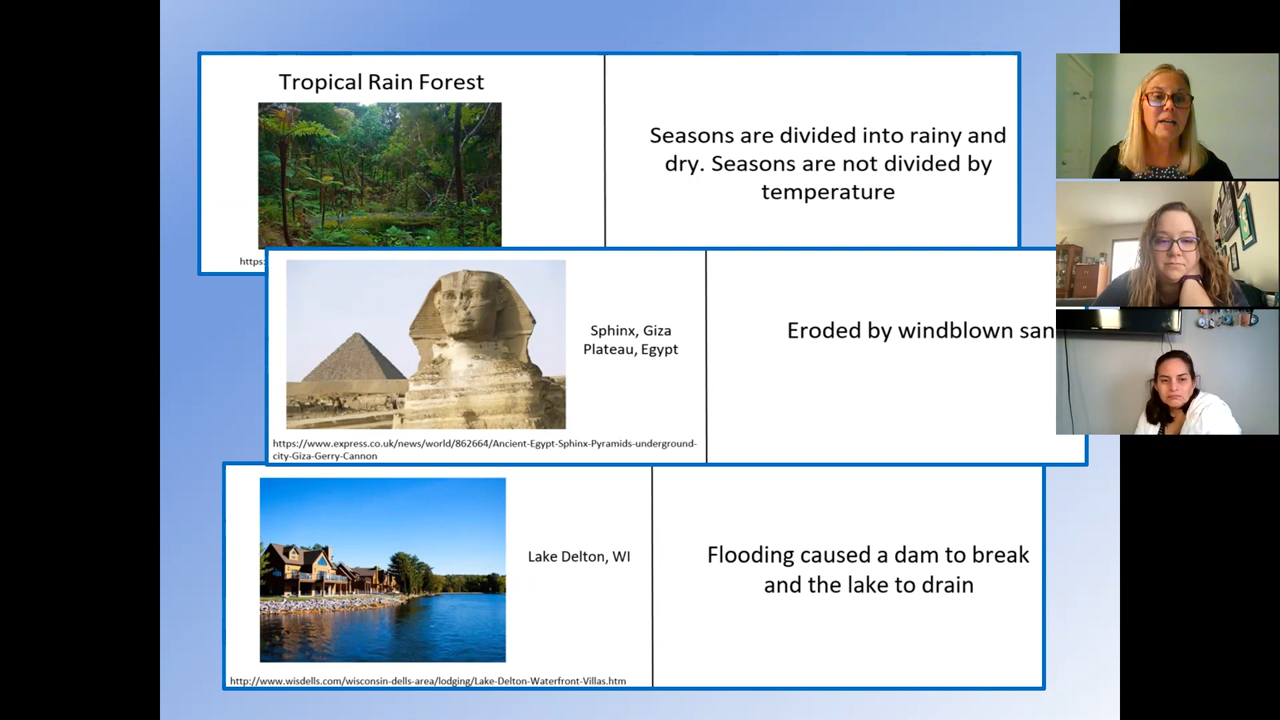 Tropical Rain Forest
Seasons are divided into rainy and
dry. Seasons are not divided by
temperature
https:
Sphinx, Giza
Plateau, Egypt
Eroded by windblown san
https://www.express.co.uk/news/world/862664/Ancient-Egypt-Sphinx-Pyramids-underground-
city-Giza-Gerry-Cannon
Lake Delton, WI
Flooding caused a dam to break
and the lake to drain
http://www.wisdells.com/wisconsin-dells-area/lodging/Lake-Delton-Waterfront-Villas.htm